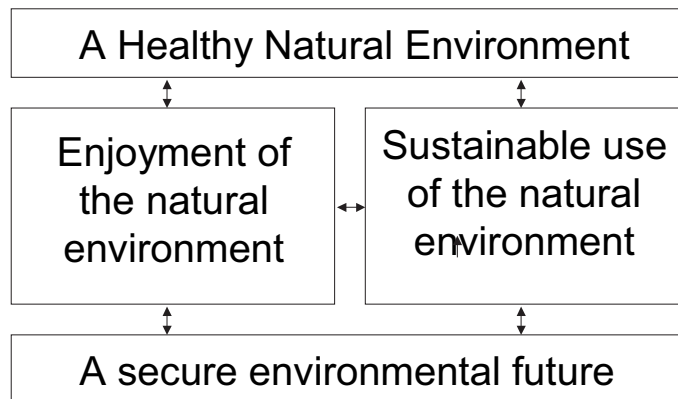 A Healthy Natural Environment
Enjoyment of
the natural
environment
Sustainable use
of the natural
environment
A secure environmental future